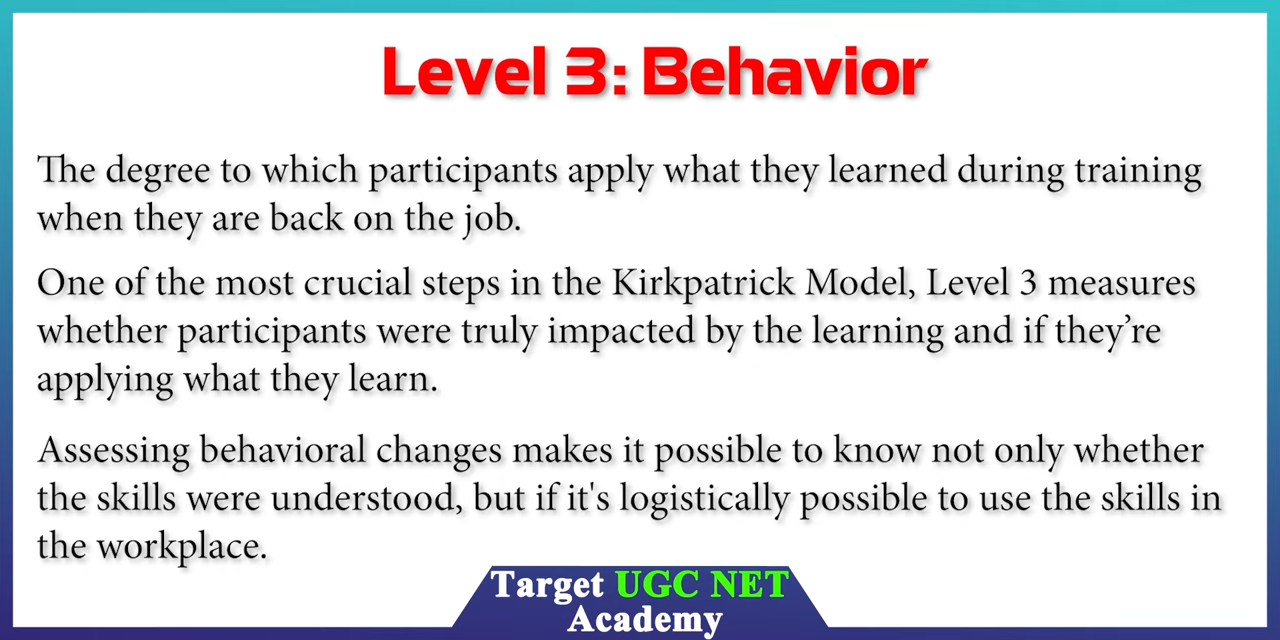 Level 3: Behavior
The degree to which participants apply what they learned during training
when they are back on the job.
One of the most crucial steps in the Kirkpatrick Model, Level 3 measures
whether participants were truly impacted by the learning and if they’re
applying what they learn.
Assessing behavioral changes makes it possible to know not only whether
the skills were understood, but if it's logistically possible to use the skills in
the workplace.
Target UGC NET
Academy